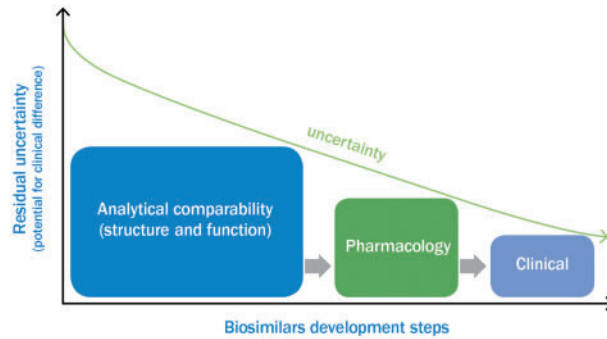 Residual uncertainty
(potential for clinical difference)
uncertainty
Analytical comparability
(structure and function)
Pharmacology
Clinical
Biosimilars development steps